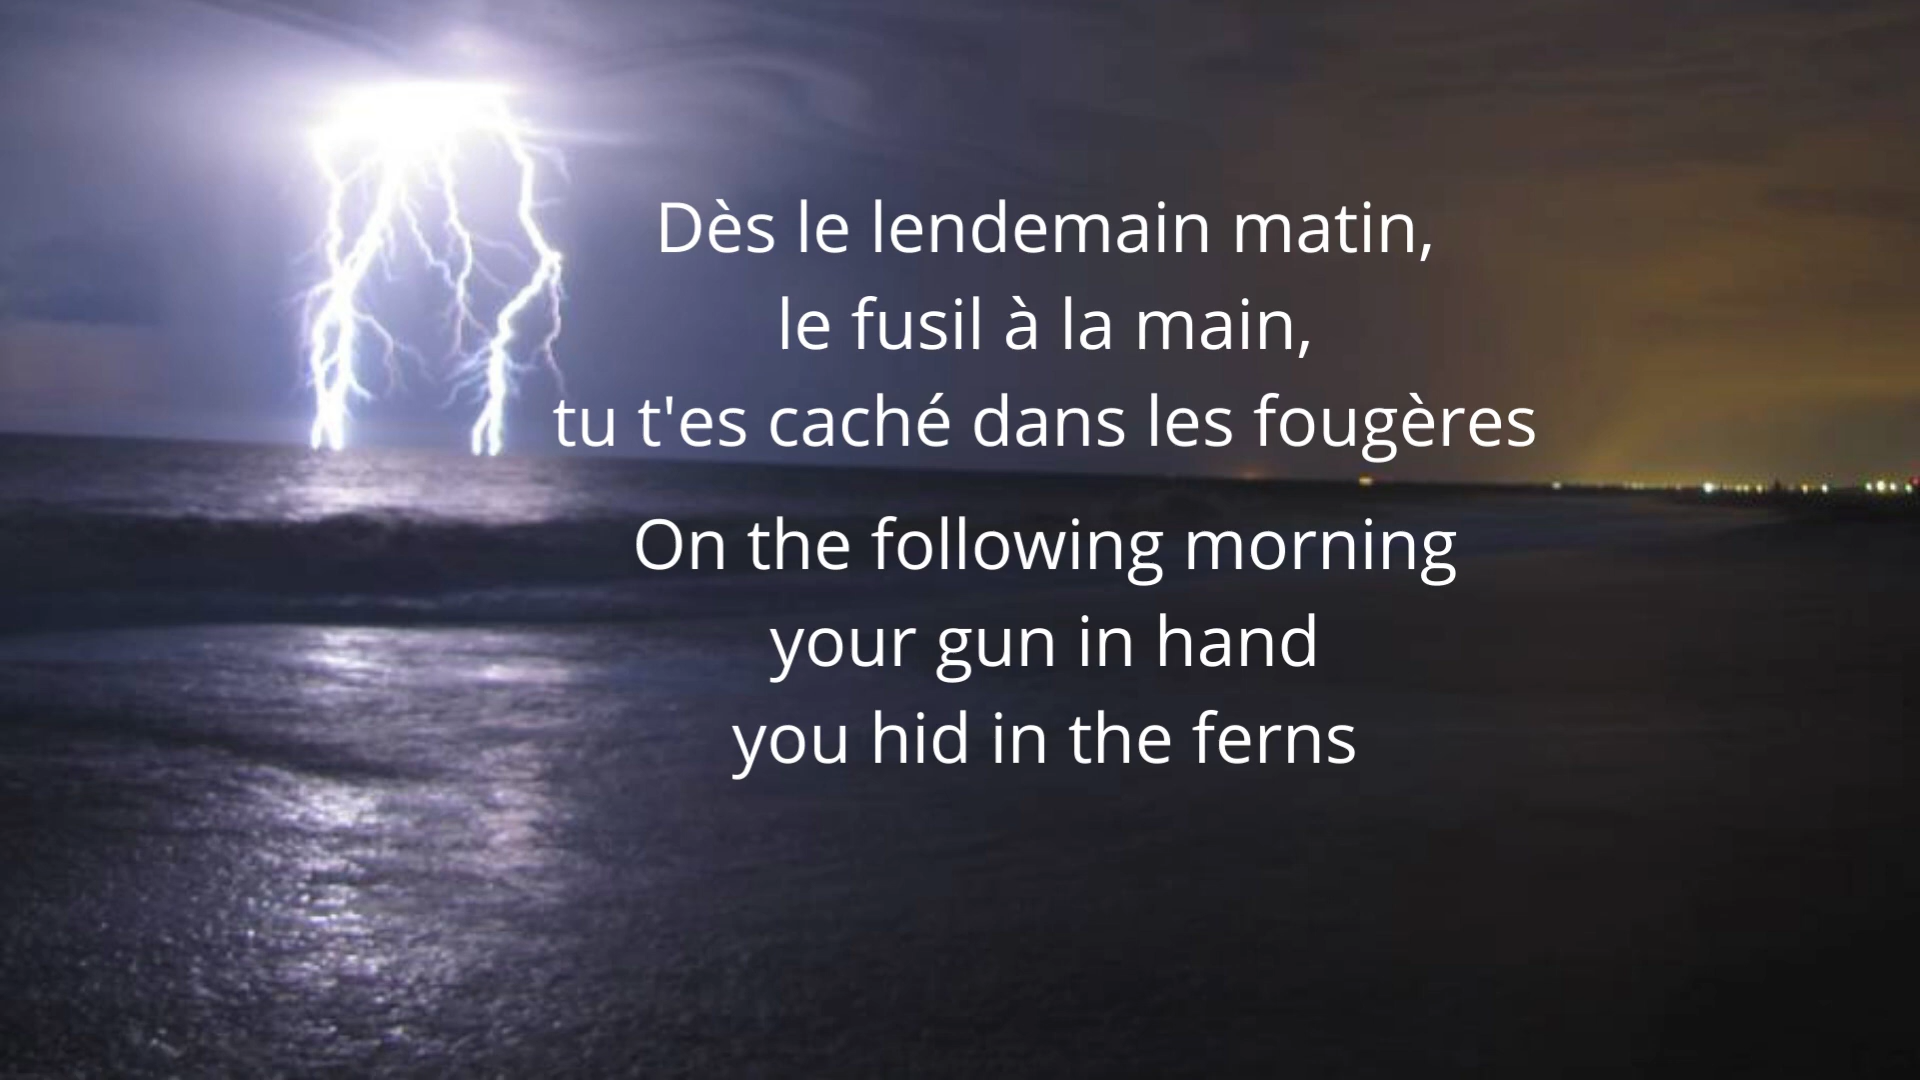 Dès le lendemain matin,
le fusil à la main,
tu t'es caché dans les fougères
On the following morning
your gun in hand
you hid in the ferns